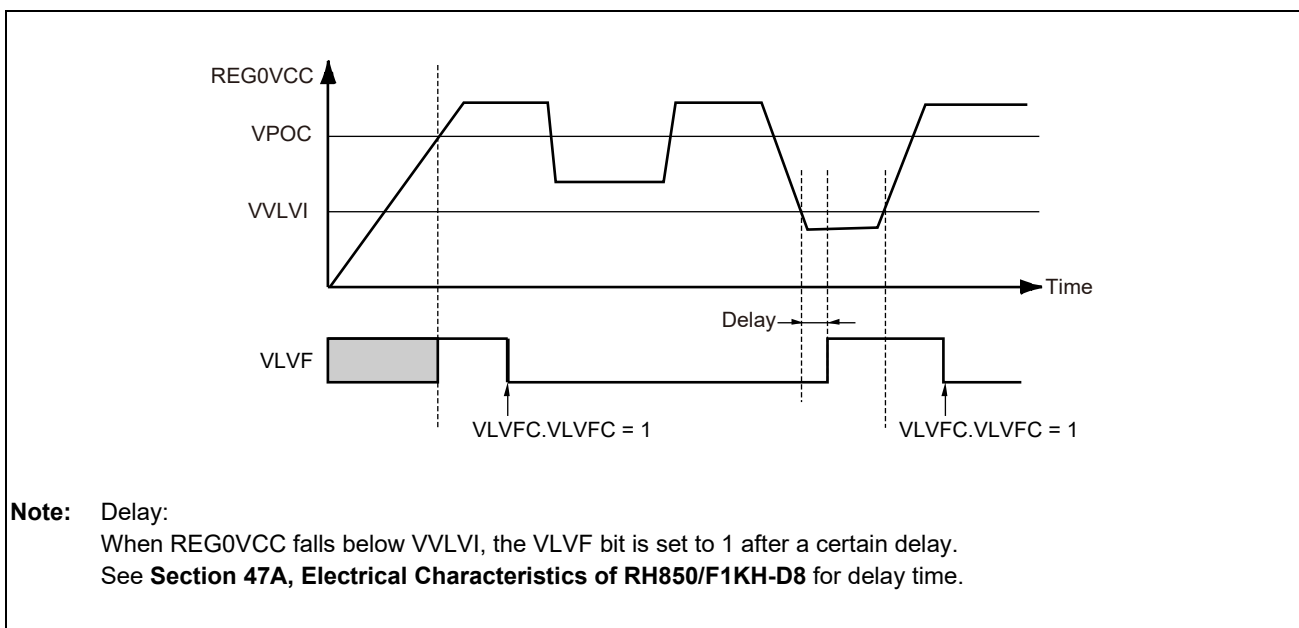 REG0VCC
VPOC
VVLVI
Time
Delay
VLVF
VLVFC.VLVFC = 1
VLVFC.VLVFC = 1
Note: Delay:
When REG0VCC falls below VVLVI, the VLVF bit is set to 1 after a certain delay.
See Section 47A, Electrical Characteristics of RH850/F1KH-D8 for delay time.